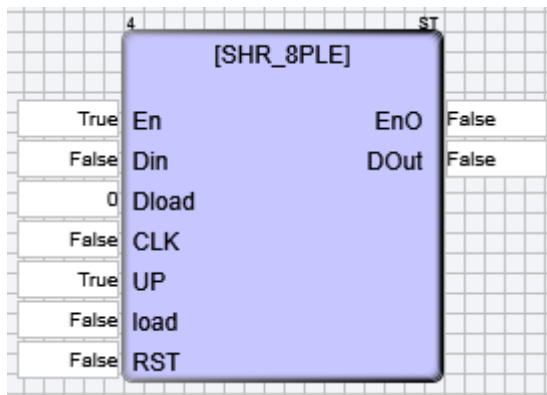 4 ST
[SHR_8PLE]
True En EnO False
False Din DOut False
0 Dload
False CLK
True UP
False load
False RST